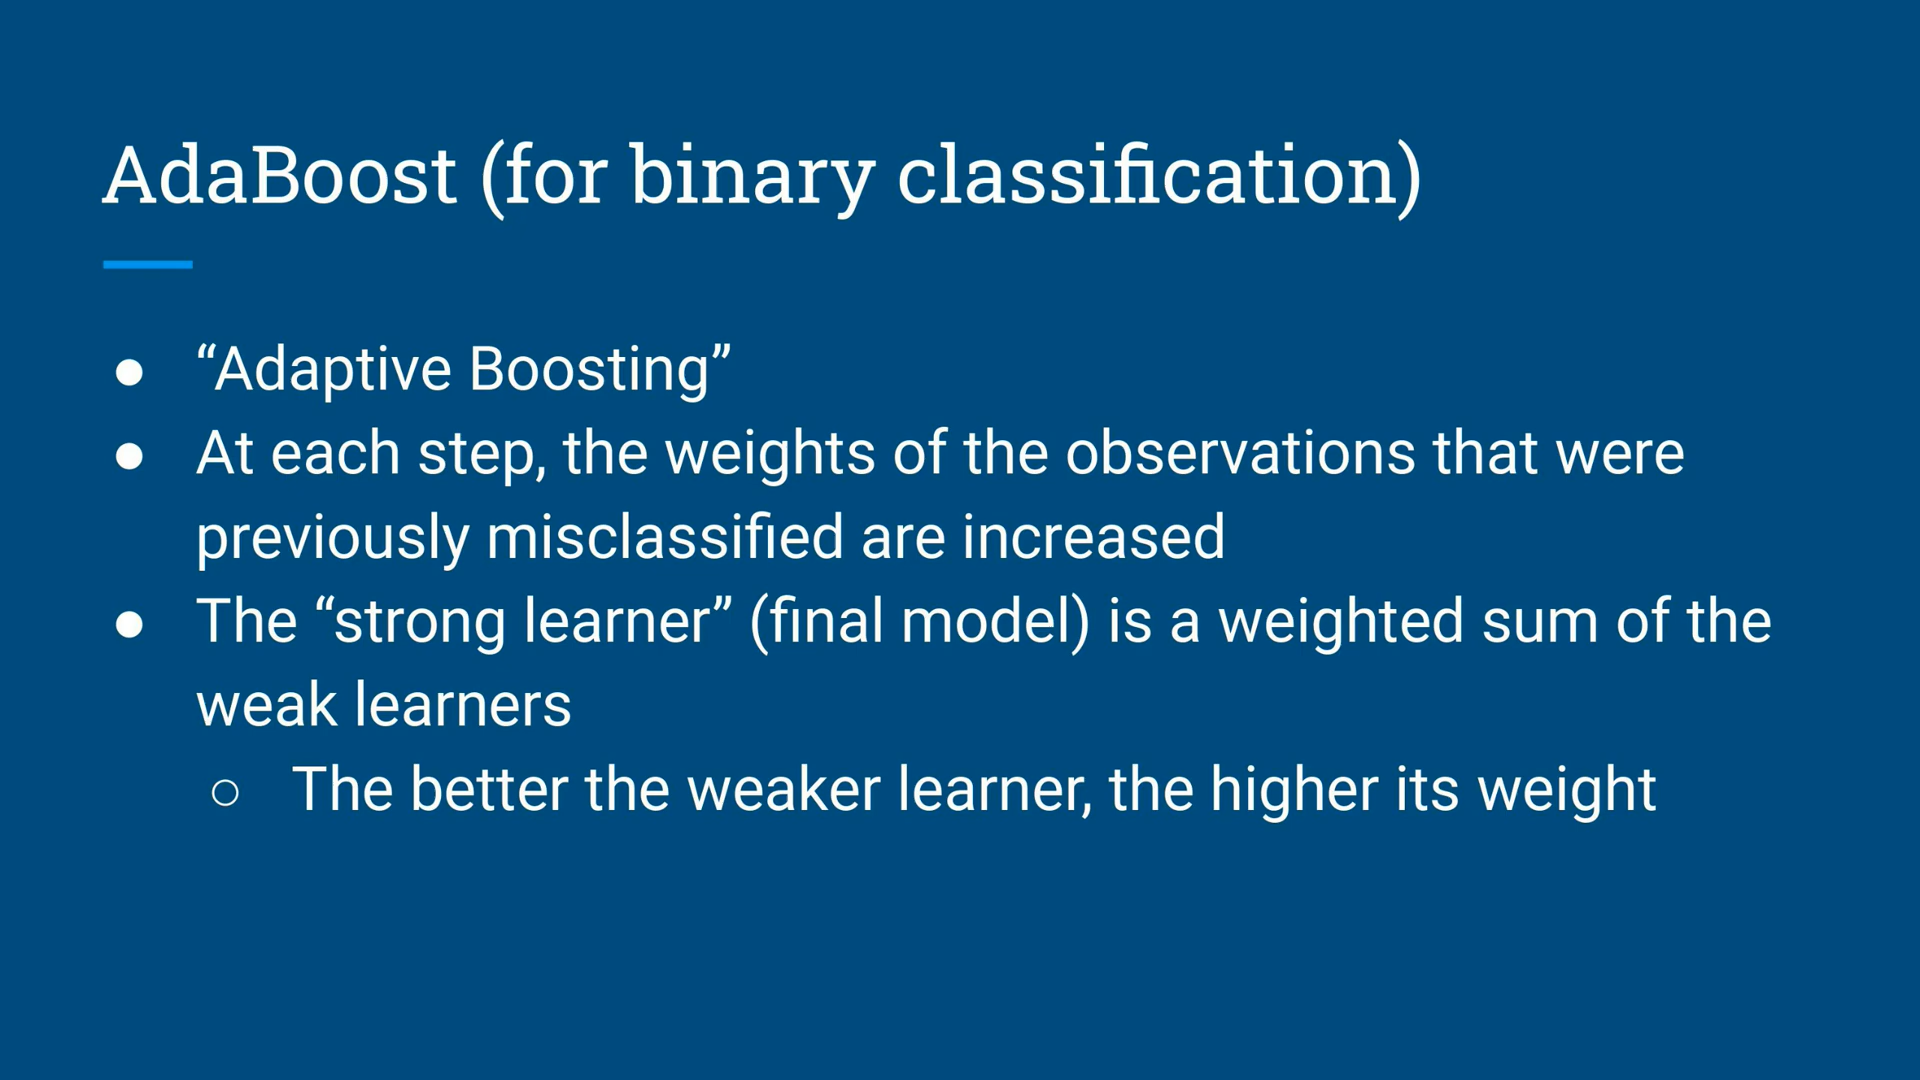 AdaBoost (for binary classification)
● “Adaptive Boosting”
● At each step, the weights of the observations that were
previously misclassified are increased
● The “strong learner” (final model) is a weighted sum of the
weak learners
○ The better the weaker learner, the higher its weight